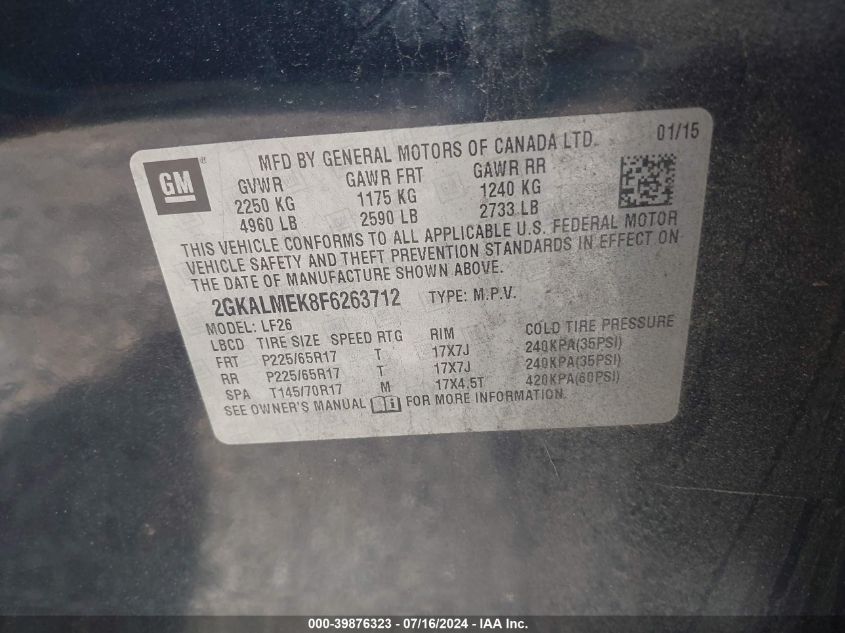 MFD BY GENERAL MOTORS OF CANADA LTD. 01/15
GM
GVWR GAWR FRT GAWR RR
2250 KG 1175 KG 1240 KG
4960 LB 2590 LB 2733 LB
THIS VEHICLE CONFORMS TO ALL APPLICABLE U.S. FEDERAL MOTOR
VEHICLE SAFETY AND THEFT PREVENTION STANDARDS IN EFFECT ON
THE DATE OF MANUFACTURE SHOWN ABOVE.
2GKALMEK8F6263712 TYPE: M.P.V.
MODEL: LF26
LBCD TIRE SIZE SPEED RTG RIM COLD TIRE PRESSURE
FRT P225/65R17 T 17X7J 240KPA(35PSI)
RR P225/65R17 T 17X7J 240KPA(35PSI)
SPA T145/70R17 M 17X4.5T 420KPA(60PSI)
SEE OWNER'S MANUAL FOR MORE INFORMATION.
000-39876323 - 07/16/2024 - IAA Inc.